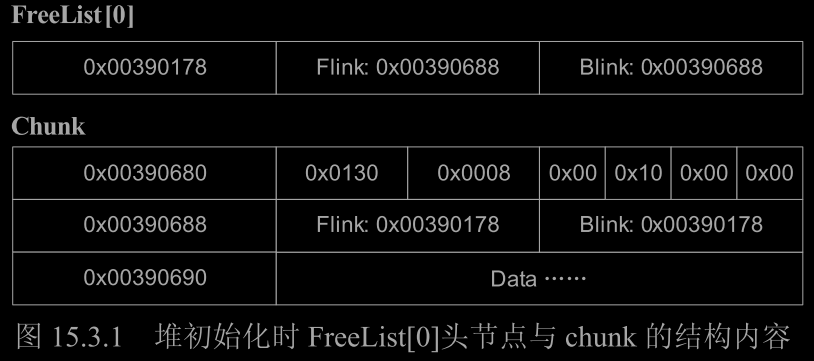 FreeList[0]
0x00390178 Flink: 0x00390688 Blink: 0x00390688
Chunk
0x00390680 0x0130 0x0008 0x00 0x10 0x00 0x00
0x00390688 Flink: 0x00390178 Blink: 0x00390178
0x00390690 Data ……
图 15.3.1 堆初始化时 FreeList[0]头节点与 chunk 的结构内容